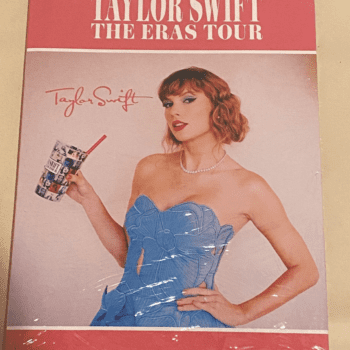 TAYLOR SWIFT
THE ERAS TOUR
Taylor Swift